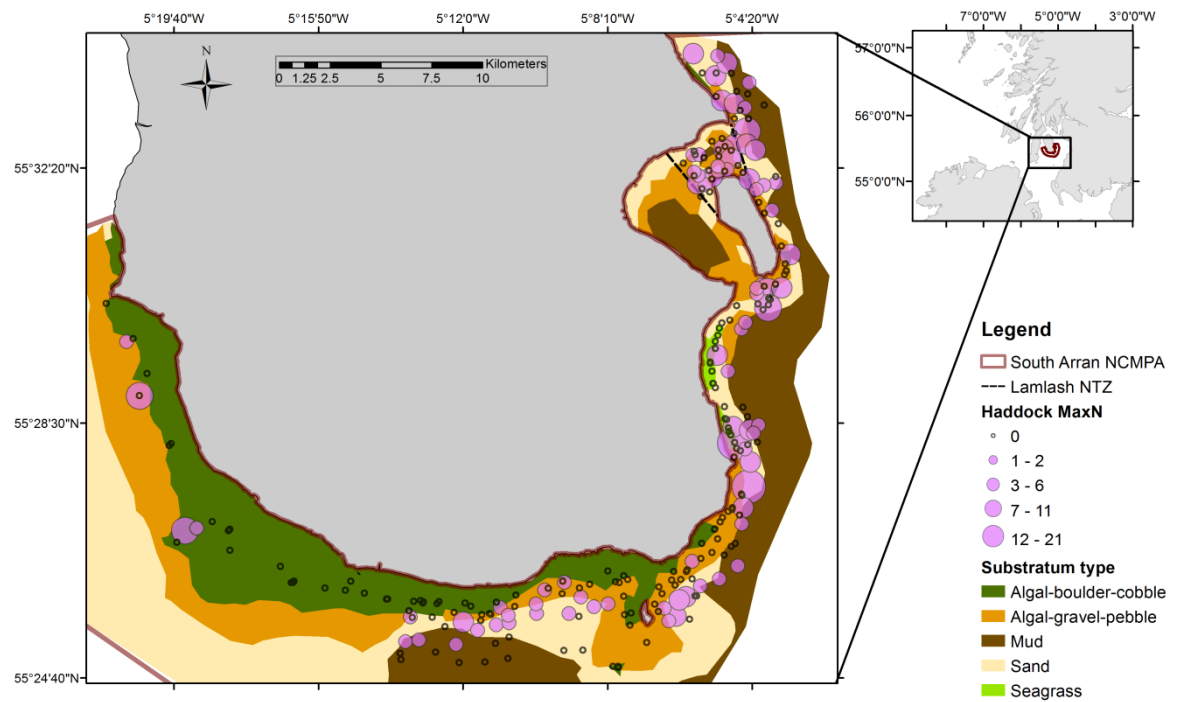 5°19'40"W 5°15'50"W 5°12'0"W 5°8'10"W 5°4'20"W
7°0'0"W 5°0'0"W 3°0'0"W
N
Kilometers
0 1.25 2.5 5 7.5 10
57°0'0"N
56°0'0"N
55°0'0"N
55°32'20"N
55°28'30"N
55°24'40"N
Legend
South Arran NCMPA
Lamlash NTZ
Haddock MaxN
0
1 - 2
3 - 6
7 - 11
12 - 21
Substratum type
Algal-boulder-cobble
Algal-gravel-pebble
Mud
Sand
Seagrass